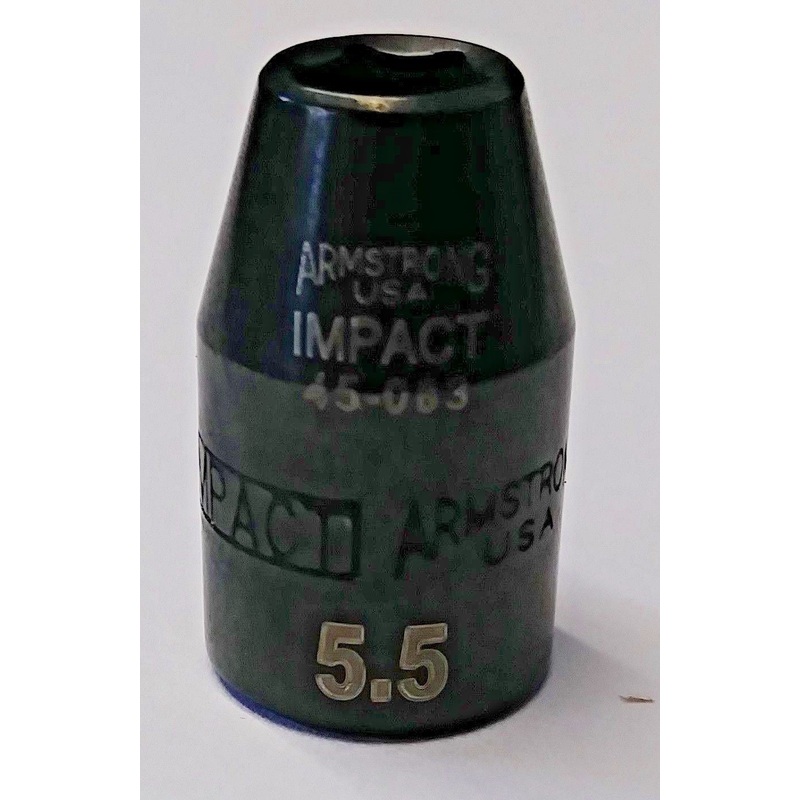 ARMSTRONG
USA
IMPACT
45-083
IMPACT ARMSTRONG
USA
5.5